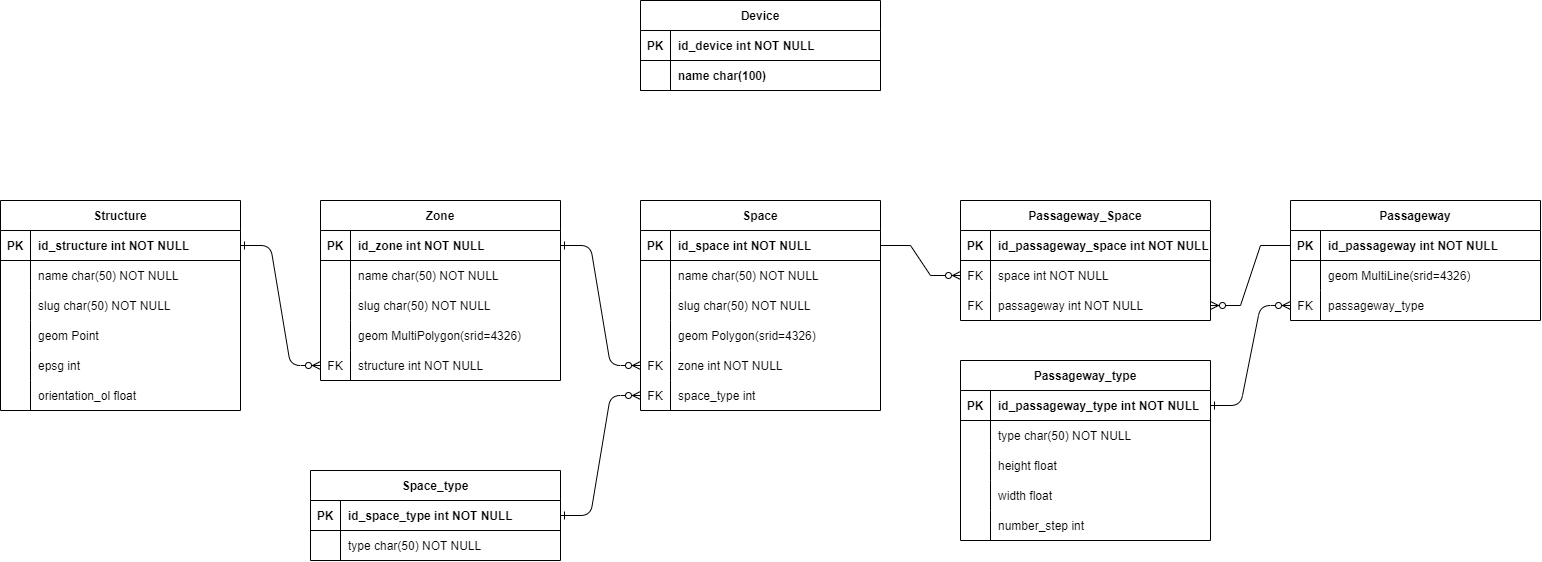 Device
PK id_device int NOT NULL
name char(100)
Structure
PK id_structure int NOT NULL
name char(50) NOT NULL
slug char(50) NOT NULL
geom Point
epsg int
orientation_ol float
Zone
PK id_zone int NOT NULL
name char(50) NOT NULL
slug char(50) NOT NULL
geom MultiPolygon(srid=4326)
FK structure int NOT NULL
Space
PK id_space int NOT NULL
name char(50) NOT NULL
slug char(50) NOT NULL
geom Polygon(srid=4326)
FK zone int NOT NULL
FK space_type int
Passageway_Space
PK id_passageway_space int NOT NULL
FK space int NOT NULL
FK passageway int NOT NULL
Passageway
PK id_passageway int NOT NULL
geom MultiLine(srid=4326)
FK passageway_type
Passageway_type
PK id_passageway_type int NOT NULL
type char(50) NOT NULL
height float
width float
number_step int
Space_type
PK id_space_type int NOT NULL
type char(50) NOT NULL